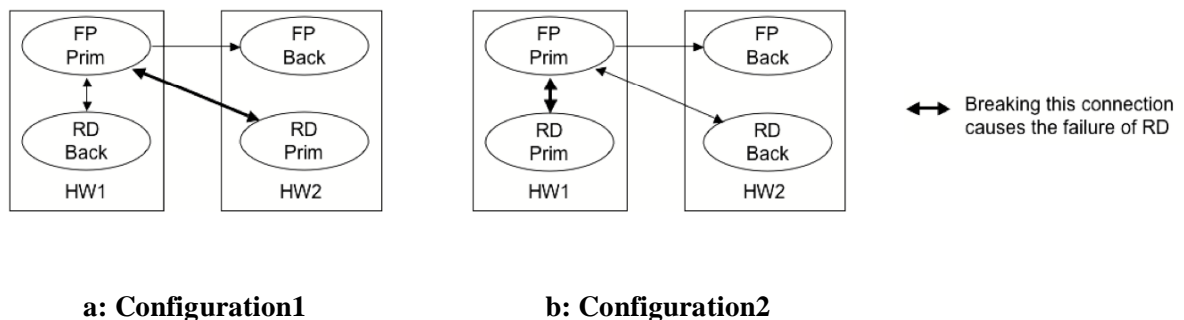 FP
Prim
FP
Back
RD
Back
RD
Prim
HW1
HW2
FP
Prim
FP
Back
RD
Prim
RD
Back
HW1
HW2
Breaking this connection
causes the failure of RD
a: Configuration1
b: Configuration2